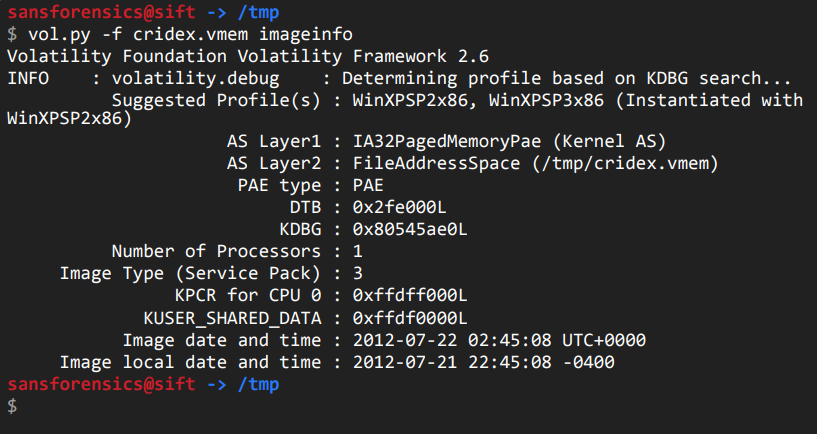 sansforensics@sift -> /tmp
$ vol.py -f cridex.vmem imageinfo
Volatility Foundation Volatility Framework 2.6
INFO    : volatility.debug    : Determining profile based on KDBG search...
          Suggested Profile(s) : WinXPSP2x86, WinXPSP3x86 (Instantiated with
WinXPSP2x86)
                     AS Layer1 : IA32PagedMemoryPae (Kernel AS)
                     AS Layer2 : FileAddressSpace (/tmp/cridex.vmem)
                      PAE type : PAE
                           DTB : 0x2fe000L
                          KDBG : 0x80545ae0L
          Number of Processors : 1
     Image Type (Service Pack) : 3
                KPCR for CPU 0 : 0xffdff000L
             KUSER_SHARED_DATA : 0xffdf0000L
           Image date and time : 2012-07-22 02:45:08 UTC+0000
     Image local date and time : 2012-07-21 22:45:08 -0400
sansforensics@sift -> /tmp
$